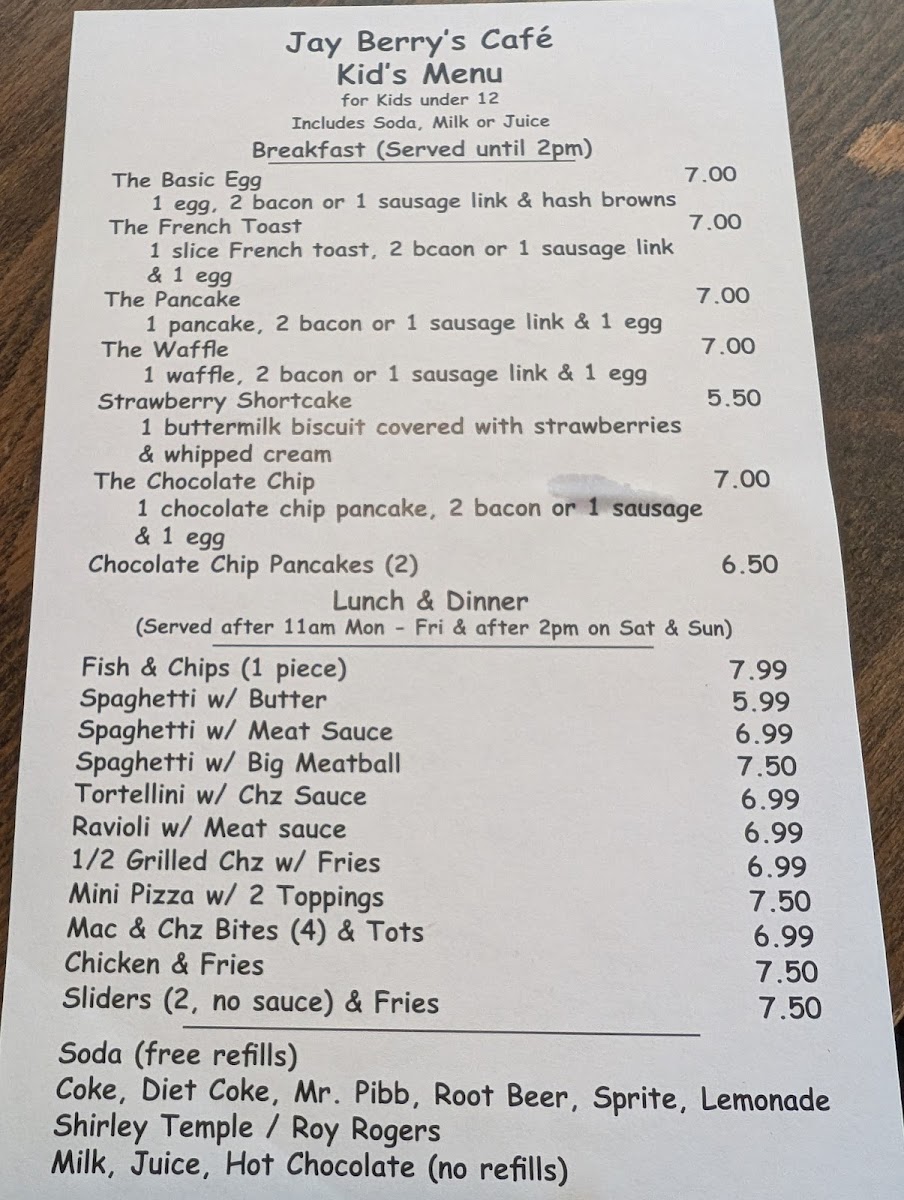 Jay Berry's Café
Kid's Menu
for Kids under 12
Includes Soda, Milk or Juice
Breakfast (Served until 2pm)
The Basic Egg 7.00
1 egg, 2 bacon or 1 sausage link & hash browns
The French Toast 7.00
1 slice French toast, 2 bcaon or 1 sausage link
& 1 egg
The Pancake 7.00
1 pancake, 2 bacon or 1 sausage link & 1 egg
The Waffle 7.00
1 waffle, 2 bacon or 1 sausage link & 1 egg
Strawberry Shortcake 5.50
1 buttermilk biscuit covered with strawberries
& whipped cream
The Chocolate Chip 7.00
1 chocolate chip pancake, 2 bacon or 1 sausage
& 1 egg
Chocolate Chip Pancakes (2) 6.50
Lunch & Dinner
(Served after 11am Mon - Fri & after 2pm on Sat & Sun)
Fish & Chips (1 piece) 7.99
Spaghetti w/ Butter 5.99
Spaghetti w/ Meat Sauce 6.99
Spaghetti w/ Big Meatball 7.50
Tortellini w/ Chz Sauce 6.99
Ravioli w/ Meat sauce 6.99
1/2 Grilled Chz w/ Fries 6.99
Mini Pizza w/ 2 Toppings 7.50
Mac & Chz Bites (4) & Tots 6.99
Chicken & Fries 7.50
Sliders (2, no sauce) & Fries 7.50
Soda (free refills)
Coke, Diet Coke, Mr. Pibb, Root Beer, Sprite, Lemonade
Shirley Temple / Roy Rogers
Milk, Juice, Hot Chocolate (no refills)